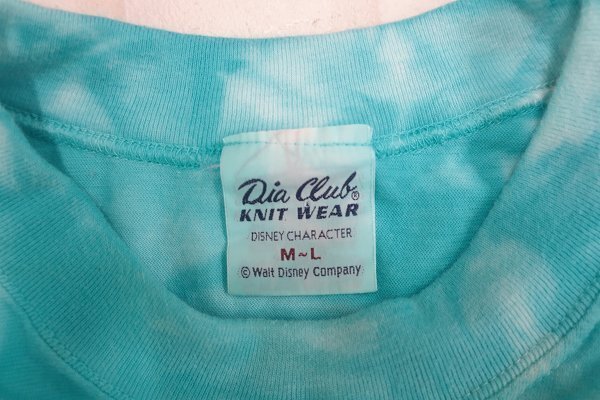 Dia Club®
KNIT WEAR
DISNEY CHARACTER
M~L
© Walt Disney Company